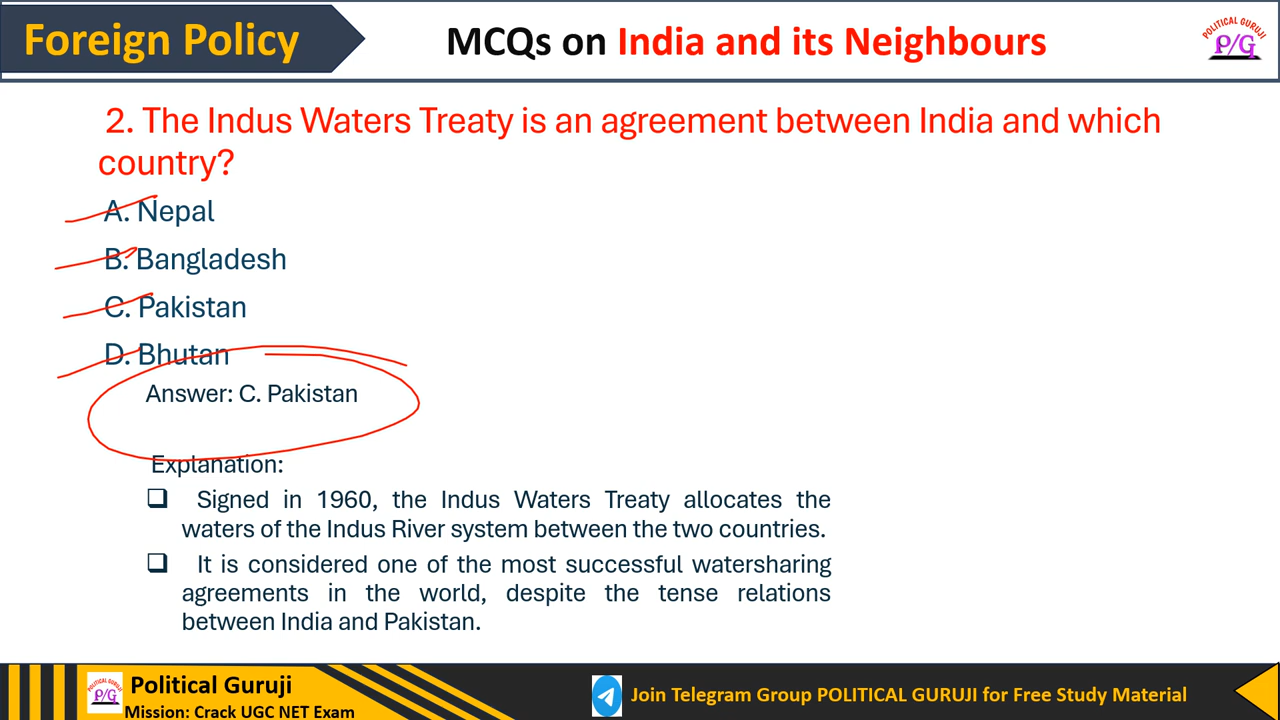 Foreign Policy
MCQs on India and its Neighbours
POLITICAL GURUJI
P/G
2. The Indus Waters Treaty is an agreement between India and which
country?
A. Nepal
B. Bangladesh
C. Pakistan
D. Bhutan
Answer: C. Pakistan
Explanation:
Signed in 1960, the Indus Waters Treaty allocates the
waters of the Indus River system between the two countries.
It is considered one of the most successful watersharing
agreements in the world, despite the tense relations
between India and Pakistan.
POLITICAL GURUJI
P/G
Political Guruji
Mission: Crack UGC NET Exam
Join Telegram Group POLITICAL GURUJI for Free Study Material